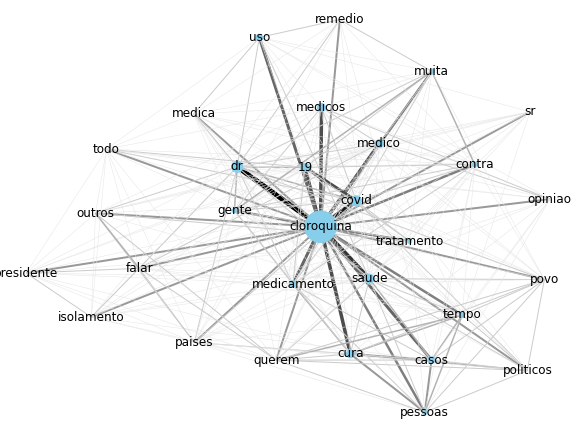 remedio
uso
muita
medica
medicos
sr
medico
todo
dr
19
contra
covid
opiniao
outros
gente
cloroquina
tratamento
presidente
falar
medicamento
saude
povo
isolamento
tempo
paises
querem
cura
casos
politicos
pessoas